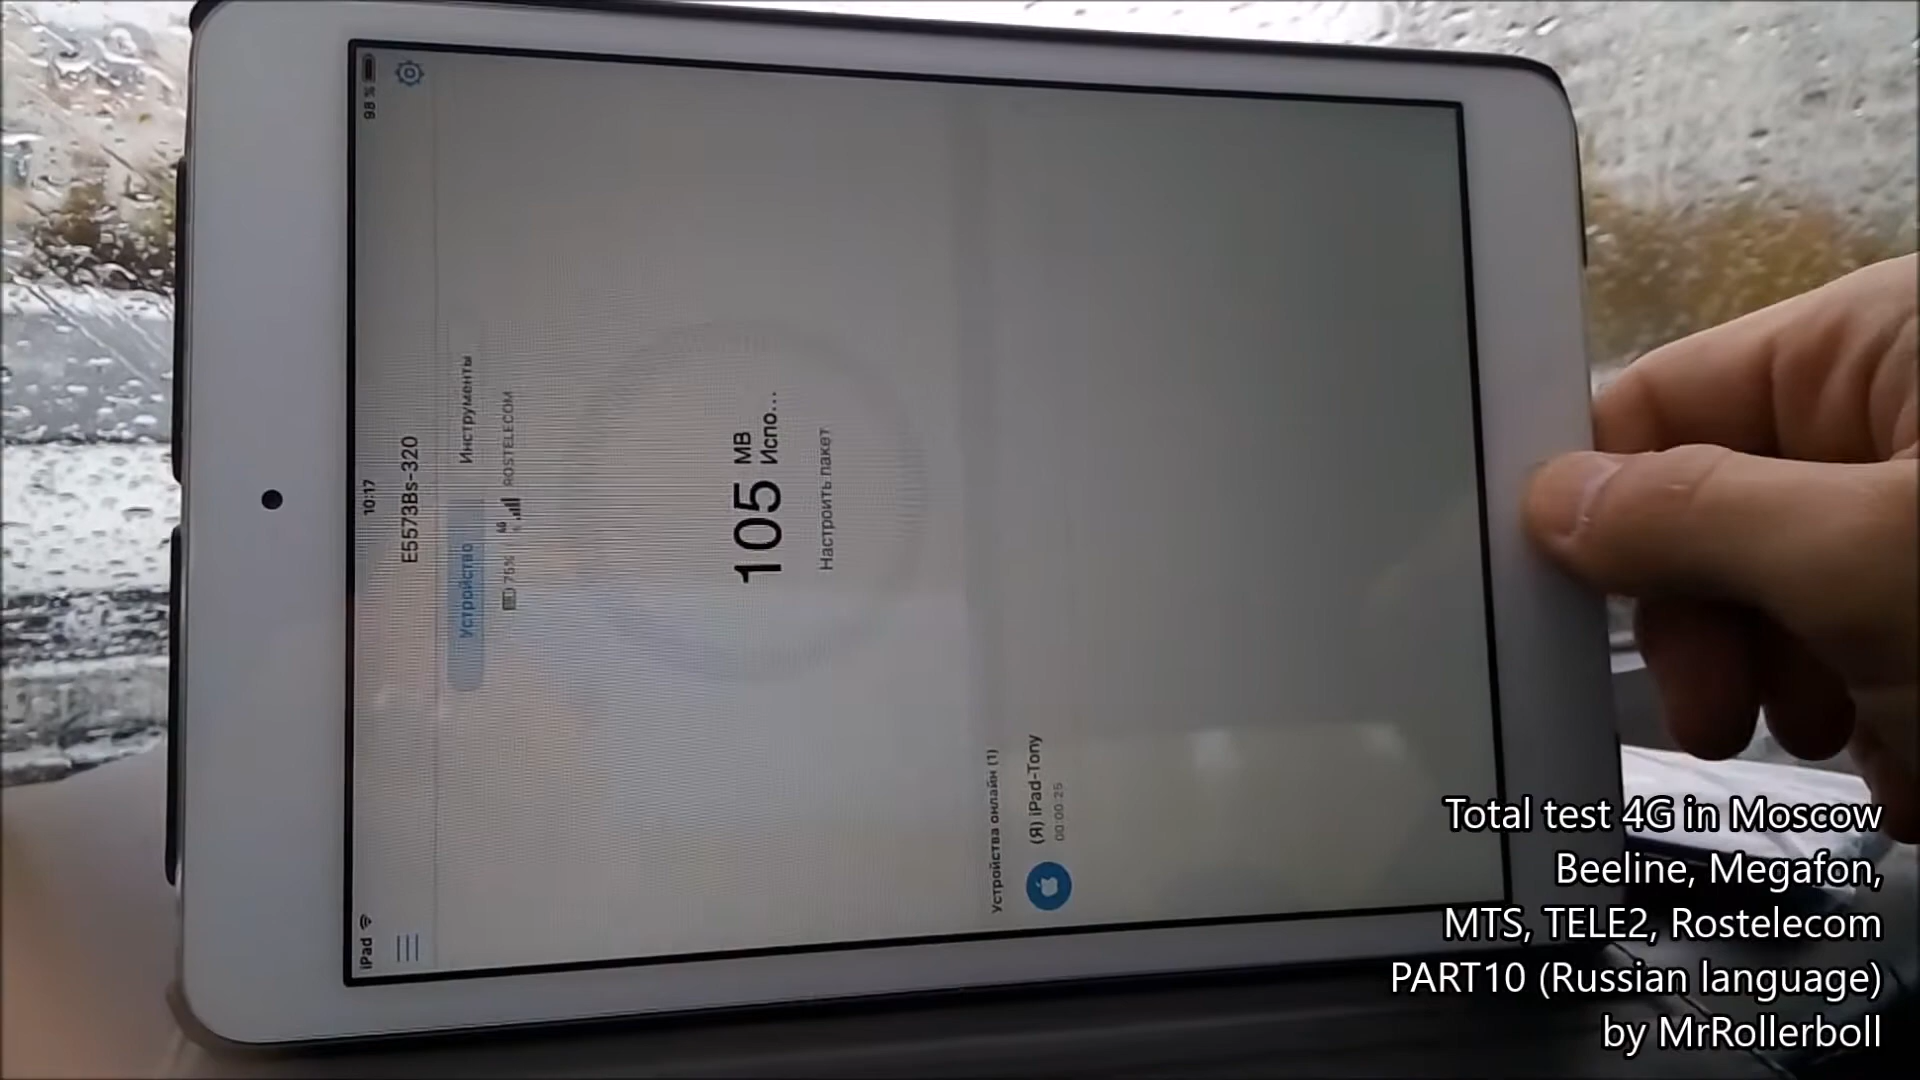 iPad
10:17
98 %
E5573Bs-320
Устройство
Инструменты
75%
4G
ROSTELECOM
105 MB
Испо...
Настроить пакет
Устройства онлайн (1)
(Я) iPad-Tony
00:00:25
Total test 4G in Moscow
Beeline, Megafon,
MTS, TELE2, Rostelecom
PART10 (Russian language)
by MrRollerboll